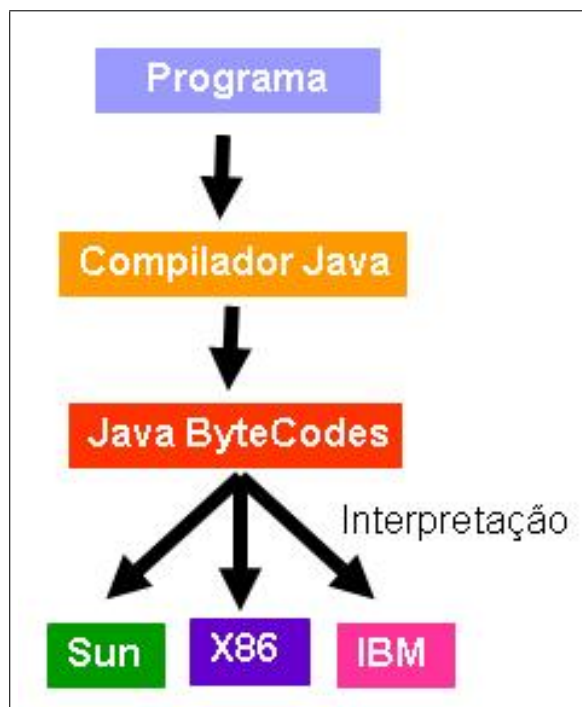 Programa
Compilador Java
Java ByteCodes
Interpretação
Sun X86 IBM